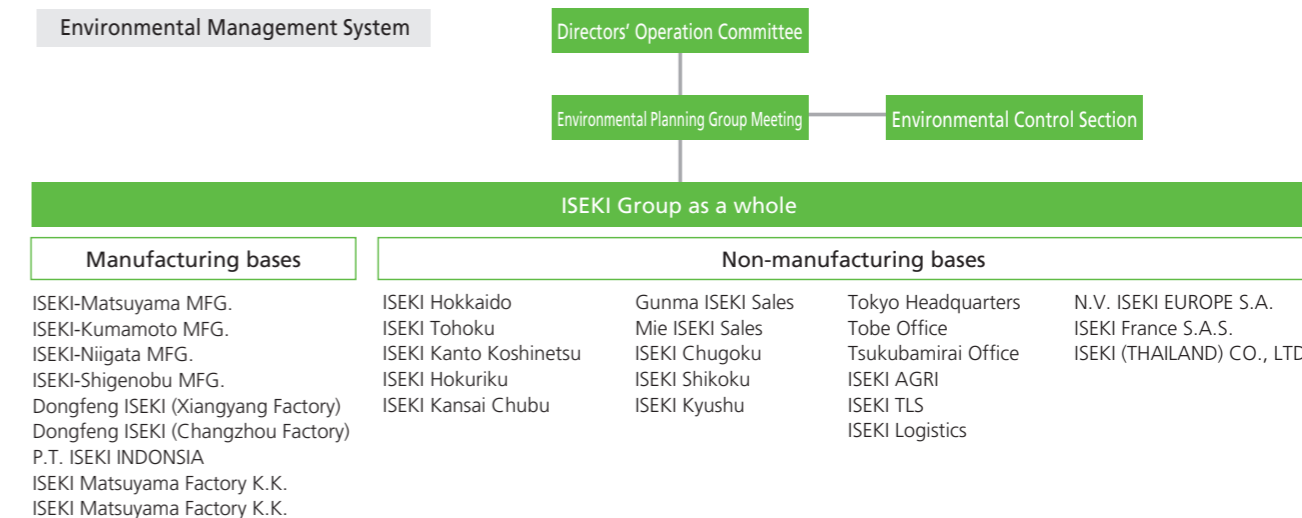 Environmental Management System
Directors' Operation Committee
Environmental Planning Group Meeting
Environmental Control Section
ISEKI Group as a whole
Manufacturing bases
ISEKI-Matsuyama MFG.
ISEKI-Kumamoto MFG.
ISEKI-Niigata MFG.
ISEKI-Shigenobu MFG.
Dongfeng ISEKI (Xiangyang Factory)
Dongfeng ISEKI (Changzhou Factory)
P.T. ISEKI INDONSIA
ISEKI Matsuyama Factory K.K.
ISEKI Matsuyama Factory K.K.
Non-manufacturing bases
ISEKI Hokkaido
ISEKI Tohoku
ISEKI Kanto Koshinetsu
ISEKI Hokuriku
ISEKI Kansai Chubu
Gunma ISEKI Sales
Mie ISEKI Sales
ISEKI Chugoku
ISEKI Shikoku
ISEKI Kyushu
Tokyo Headquarters
Tobe Office
Tsukubamirai Office
ISEKI AGRI
ISEKI TLS
ISEKI Logistics
N.V. ISEKI EUROPE S.A.
ISEKI France S.A.S.
ISEKI (THAILAND) CO., LTD